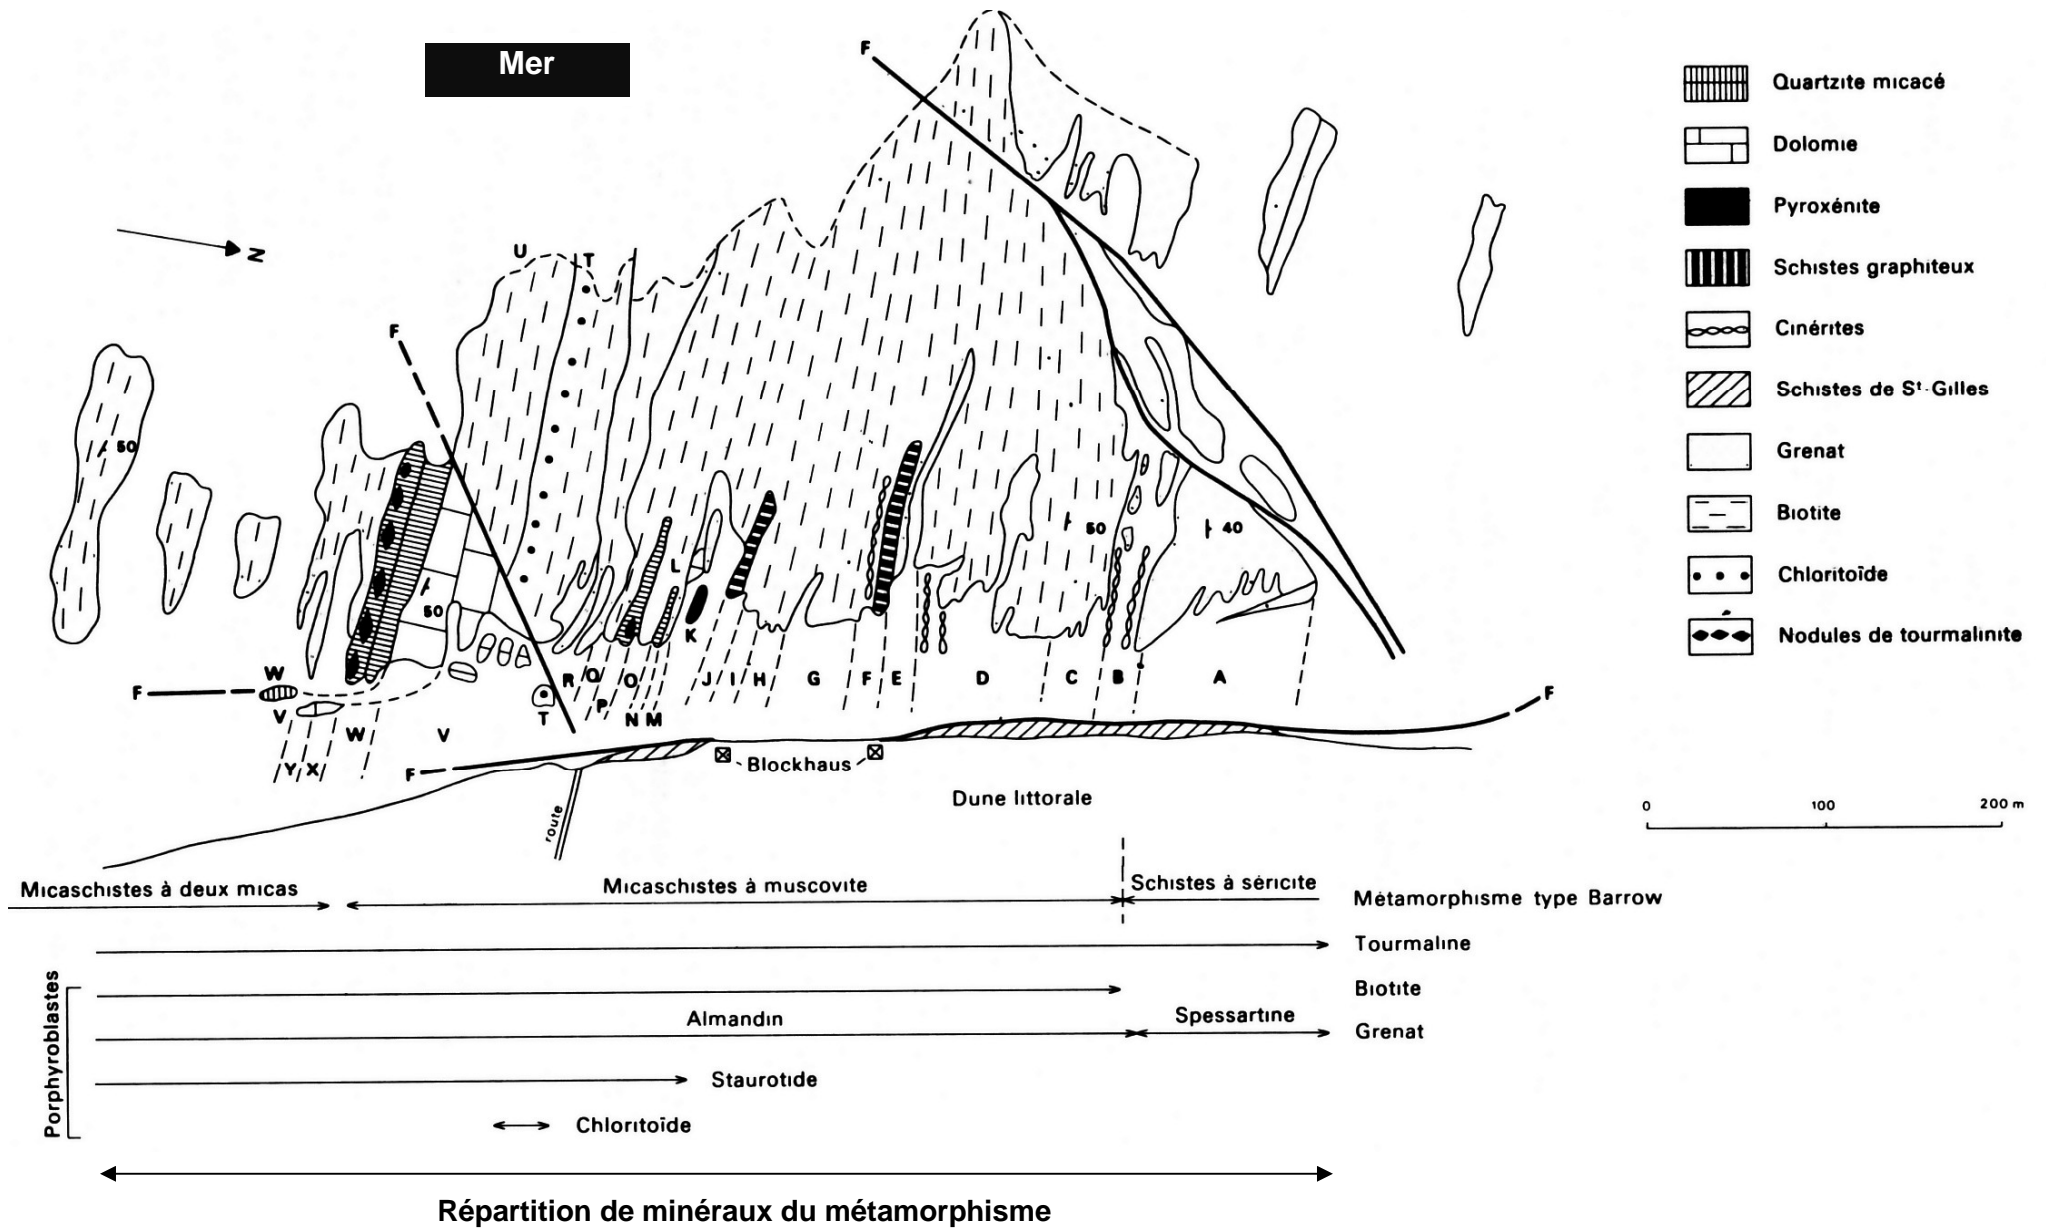 Mer
F
N
U
T
F
50
50
L
K
50
40
W
F
V
Y
X
W
V
T
R
Q
P
O
N
M
J
I
H
G
F
E
D
C
B
A
F
F
Blockhaus
route
Dune littorale
Quartzite micacé
Dolomie
Pyroxénite
Schistes graphiteux
Cinérites
Schistes de St-Gilles
Grenat
Biotite
Chloritoïde
Nodules de tourmalinite
0 100 200 m
Micaschistes à deux micas
Micaschistes à muscovite
Schistes à séricite
Métamorphisme type Barrow
Tourmaline
Porphyroblastes
Biotite
Almandin
Spessartine
Grenat
Staurotide
Chloritoïde
Répartition de minéraux du métamorphisme